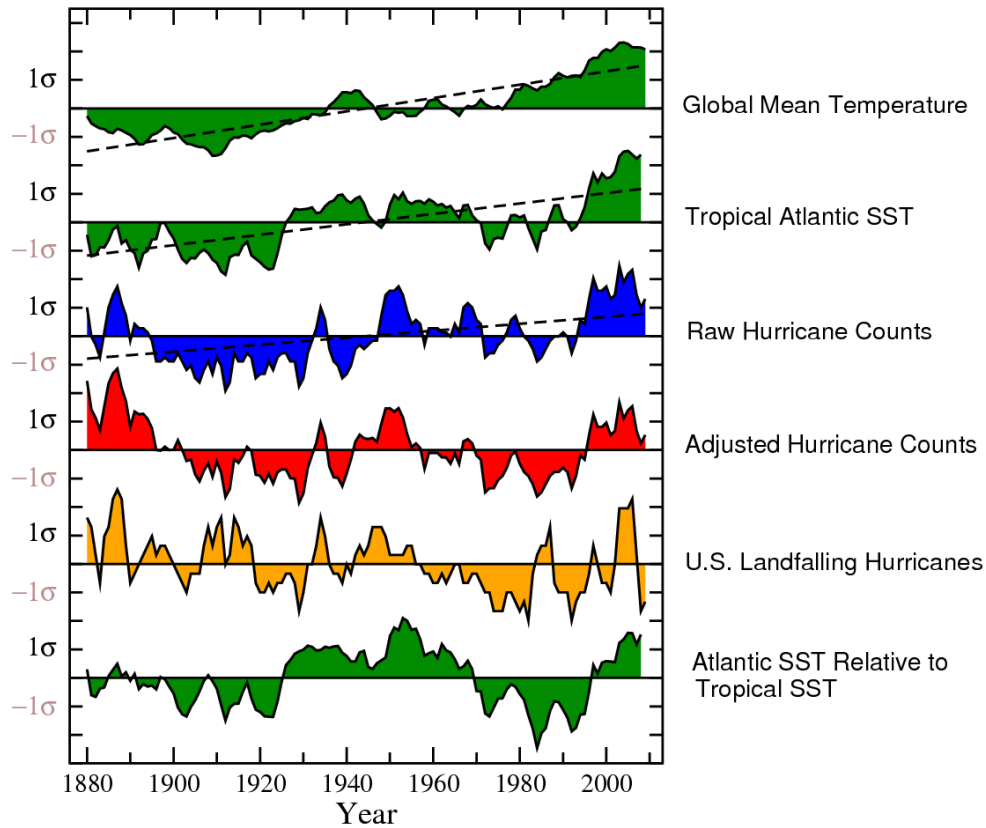 1σ
Global Mean Temperature
−1σ
1σ
Tropical Atlantic SST
−1σ
1σ
Raw Hurricane Counts
−1σ
1σ
Adjusted Hurricane Counts
−1σ
1σ
U.S. Landfalling Hurricanes
−1σ
1σ
Atlantic SST Relative to
Tropical SST
−1σ
1880 1900 1920 1940 1960 1980 2000
Year